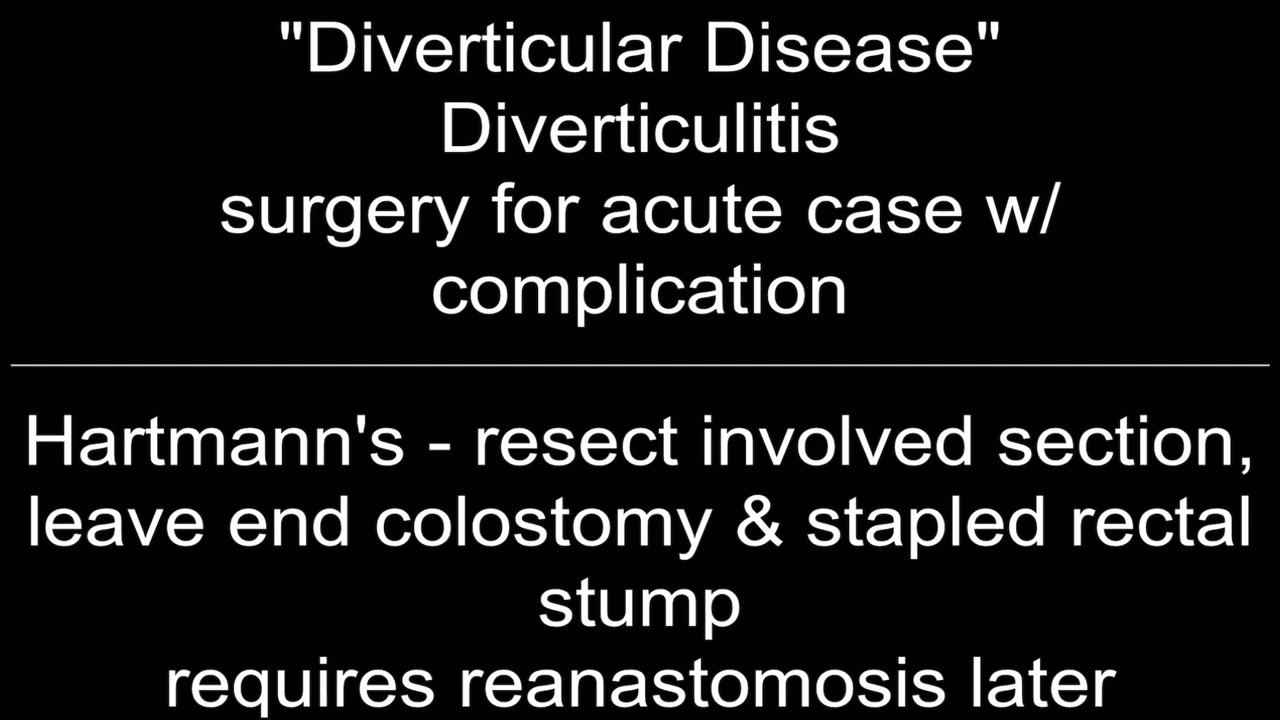 "Diverticular Disease"
Diverticulitis
surgery for acute case w/
complication
Hartmann's - resect involved section,
leave end colostomy & stapled rectal
stump
requires reanastomosis later